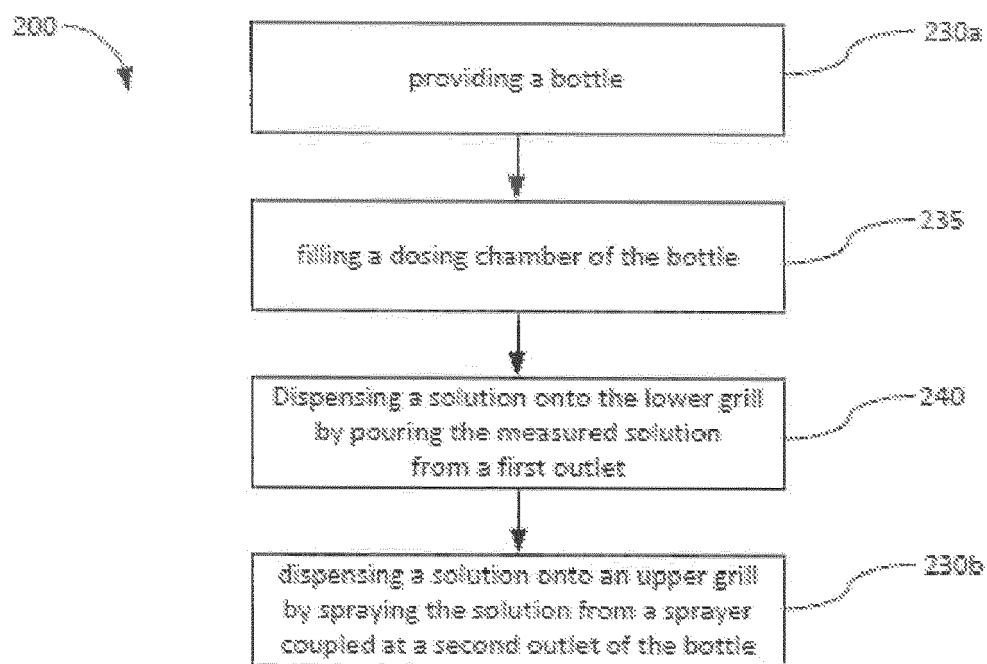 200
230a
providing a bottle
235
filling a dosing chamber of the bottle
240
Dispensing a solution onto the lower grill
by pouring the measured solution
from a first outlet
230b
dispensing a solution onto an upper grill
by spraying the solution from a sprayer
coupled at a second outlet of the bottle